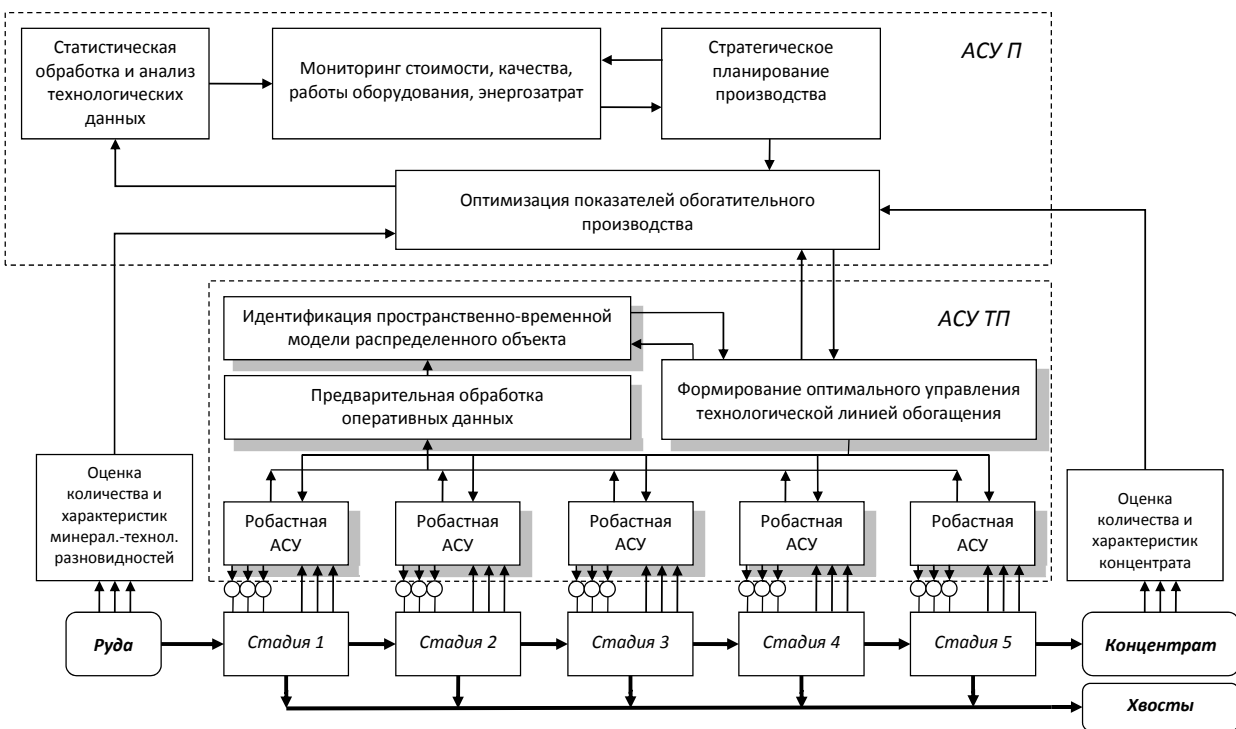 АСУ П
Статистическая
обработка и анализ
технологических
данных
Мониторинг стоимости, качества,
работы оборудования, энергозатрат
Стратегическое
планирование
производства
Оптимизация показателей обогатительного
производства
АСУ ТП
Идентификация пространственно-временной
модели распределенного объекта
Предварительная обработка
оперативных данных
Формирование оптимального управления
технологической линией обогащения
Оценка
количества и
характеристик
минерал.-технол.
разновидностей
Робастная
АСУ
Робастная
АСУ
Робастная
АСУ
Робастная
АСУ
Робастная
АСУ
Оценка
количества и
характеристик
концентрата
Руда
Стадия 1
Стадия 2
Стадия 3
Стадия 4
Стадия 5
Концентрат
Хвосты